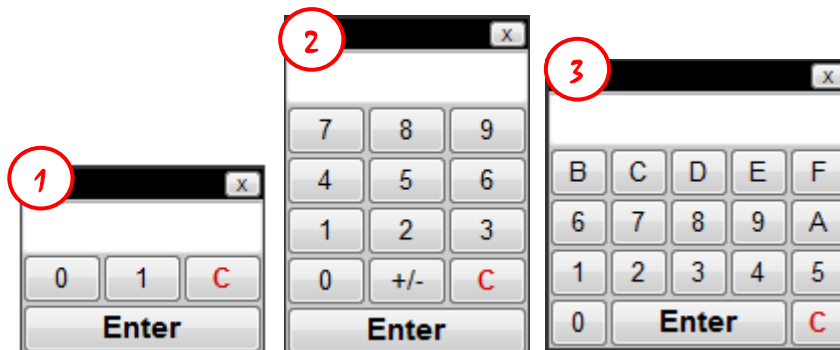 1
x
0 1 C
Enter
2
x
7 8 9
4 5 6
1 2 3
0 +/- C
Enter
3
x
B C D E F
6 7 8 9 A
1 2 3 4 5
0 Enter C